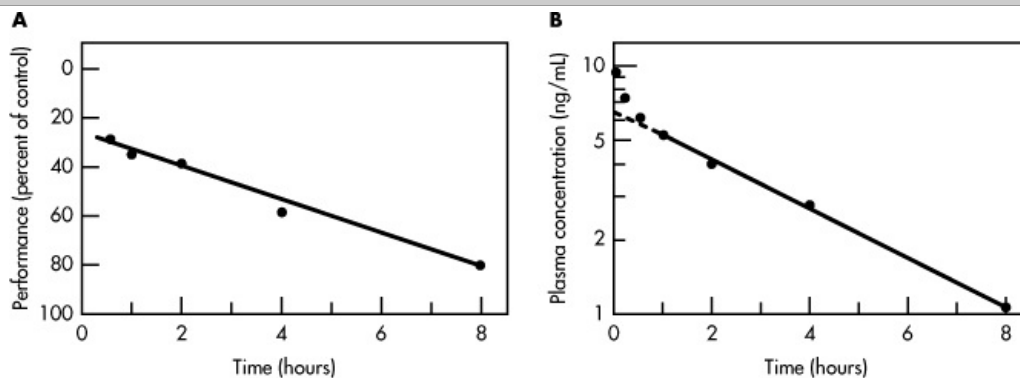 A
Performance (percent of control)
0
20
40
60
80
100
0 2 4 6 8
Time (hours)
B
Plasma concentration (ng/mL)
10
5
2
1
0 2 4 6 8
Time (hours)